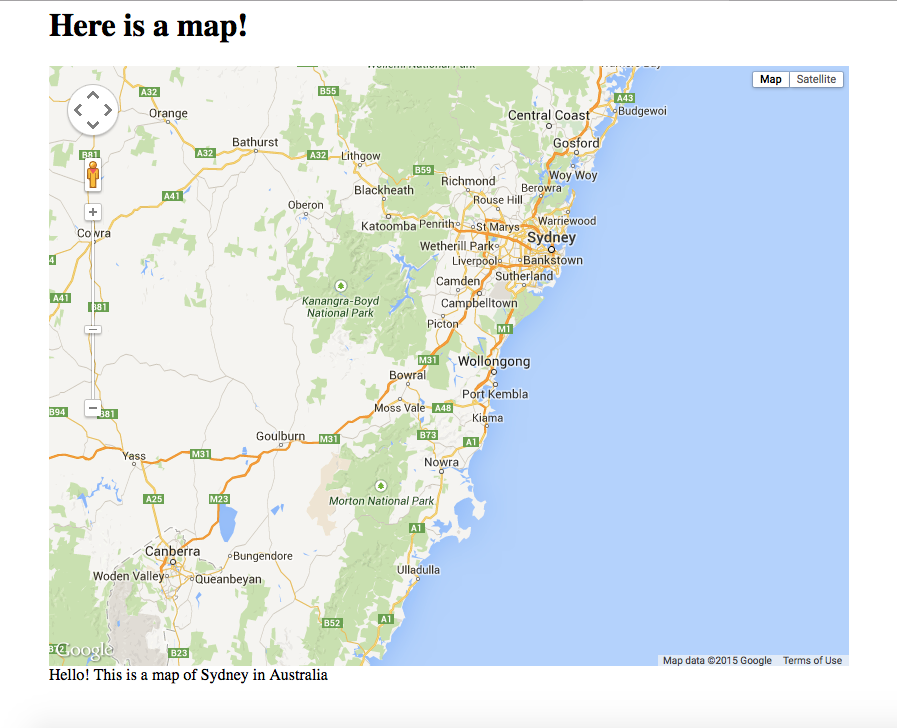 Here is a map!
Map Satellite
A32
B55
A43
Orange
Central Coast
Budgewoi
Bathurst
Gosford
B81
A32
A32
Lithgow
B59
Woy Woy
Richmond
Blackheath
Berowra
A41
Rouse Hill
Oberon
Katoomba
Penrith
St Marys
Warriewood
Cowra
Sydney
Wetherill Park
Liverpool
Bankstown
Sutherland
Camden
A41
Kanangra-Boyd
National Park
Campbelltown
B81
Picton
M1
M31
Wollongong
Bowral
Port Kembla
B94
B81
Moss Vale
A48
Kiama
Goulburn
M31
B73
A1
Yass
M31
Nowra
A25
M23
Morton National Park
A1
Canberra
Bungendore
Woden Valley
Queanbeyan
Ulladulla
B52
A1
B72
Google
B23
Map data ©2015 Google Terms of Use
Hello! This is a map of Sydney in Australia